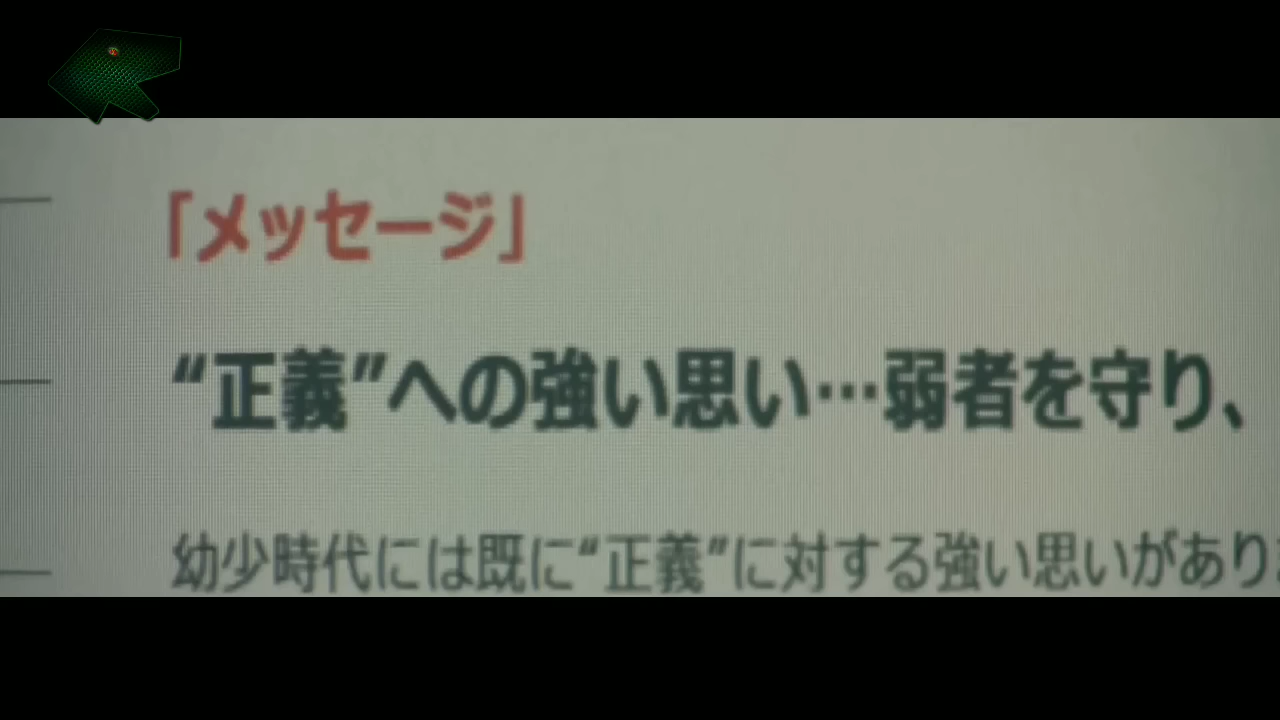 「メッセージ」
“正義”への強い思い…弱者を守り、
幼少時代には既に“正義”に対する強い思いがあり